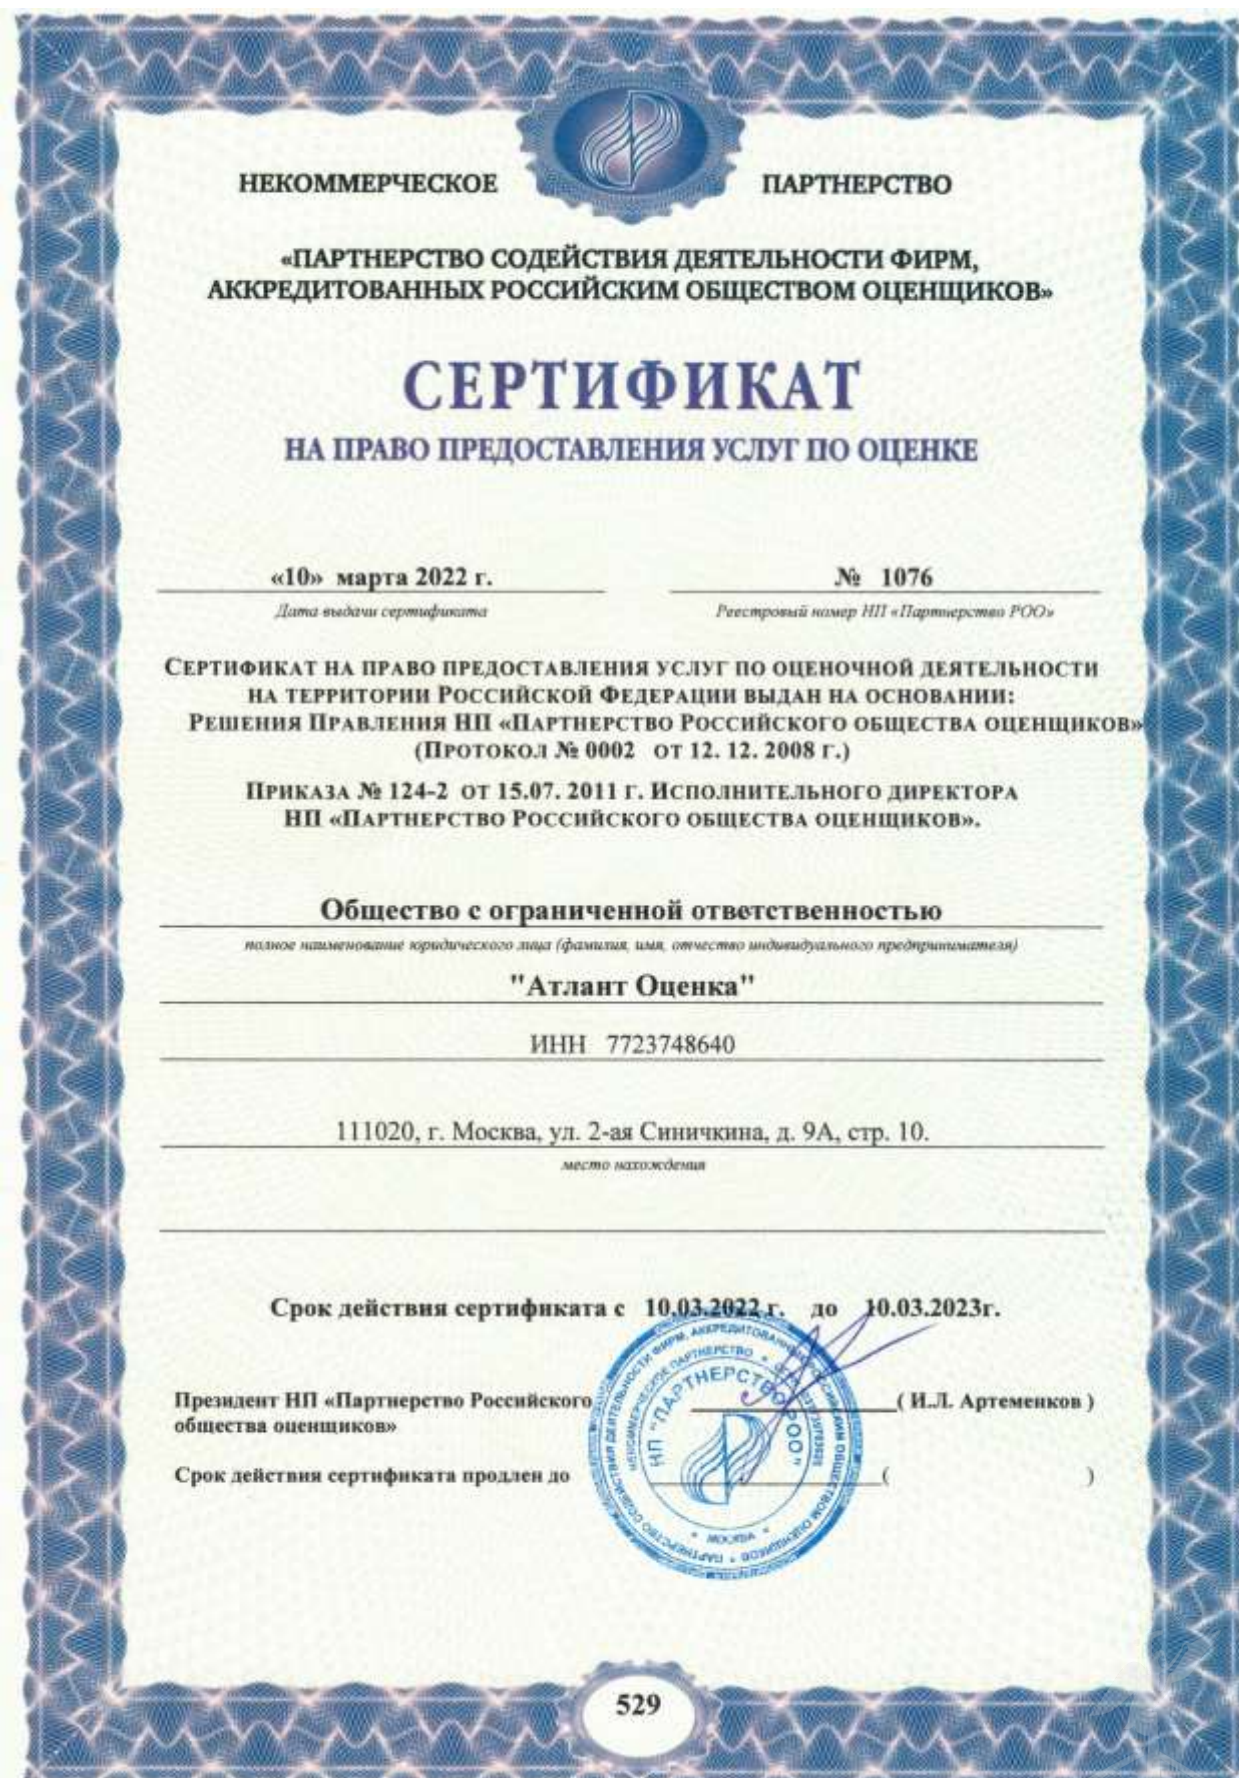 НЕКОММЕРЧЕСКОЕ ПАРТНЕРСТВО
«ПАРТНЕРСТВО СОДЕЙСТВИЯ ДЕЯТЕЛЬНОСТИ ФИРМ,
АККРЕДИТОВАННЫХ РОССИЙСКИМ ОБЩЕСТВОМ ОЦЕНЩИКОВ»
СЕРТИФИКАТ
НА ПРАВО ПРЕДОСТАВЛЕНИЯ УСЛУГ ПО ОЦЕНКЕ
«10» марта 2022 г. № 1076
Дата выдачи сертификата Реестровый номер НП «Партнерство РОО»
СЕРТИФИКАТ НА ПРАВО ПРЕДОСТАВЛЕНИЯ УСЛУГ ПО ОЦЕНОЧНОЙ ДЕЯТЕЛЬНОСТИ
НА ТЕРРИТОРИИ РОССИЙСКОЙ ФЕДЕРАЦИИ ВЫДАН НА ОСНОВАНИИ:
РЕШЕНИЯ ПРАВЛЕНИЯ НП «ПАРТНЕРСТВО РОССИЙСКОГО ОБЩЕСТВА ОЦЕНЩИКОВ»
(ПРОТОКОЛ № 0002 ОТ 12. 12. 2008 Г.)
ПРИКАЗА № 124-2 ОТ 15.07. 2011 Г. ИСПОЛНИТЕЛЬНОГО ДИРЕКТОРА
НП «ПАРТНЕРСТВО РОССИЙСКОГО ОБЩЕСТВА ОЦЕНЩИКОВ».
Общество с ограниченной ответственностью
полное наименование юридического лица (фамилия, имя, отчество индивидуального предпринимателя)
"Атлант Оценка"
ИНН 7723748640
111020, г. Москва, ул. 2-ая Синичкина, д. 9А, стр. 10.
место нахождения
Срок действия сертификата с 10.03.2022 г. до 10.03.2023г.
Президент НП «Партнерство Российского
общества оценщиков»
( И.Л. Артеменков )
Срок действия сертификата продлен до ( )
НП "ПАРТНЕРСТВО РОО"
НЕКОММЕРЧЕСКОЕ ПАРТНЕРСТВО
МОСКВА
529